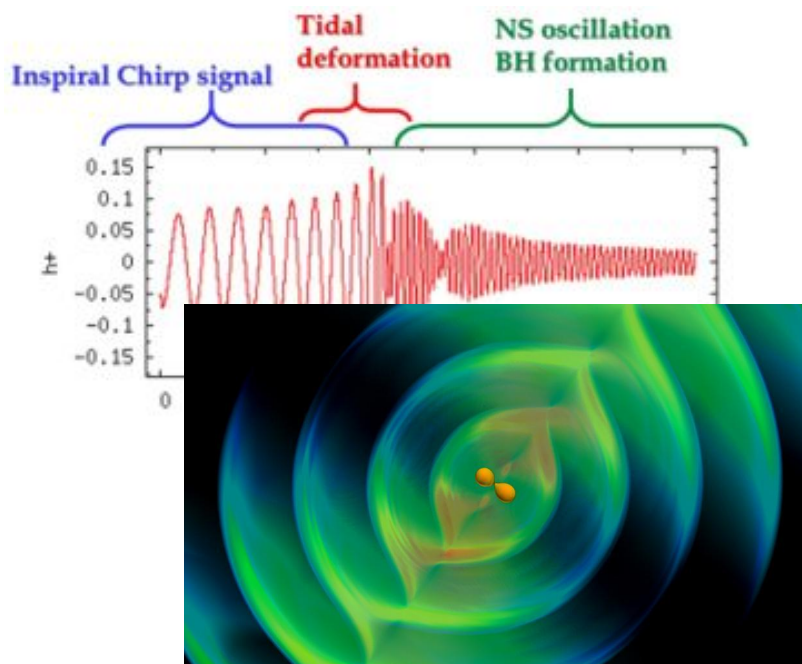 Tidal
deformation
NS oscillation
BH formation
Inspiral Chirp signal
0.15
0.1
0.05
0
-0.05
-0.1
-0.15
h+
0